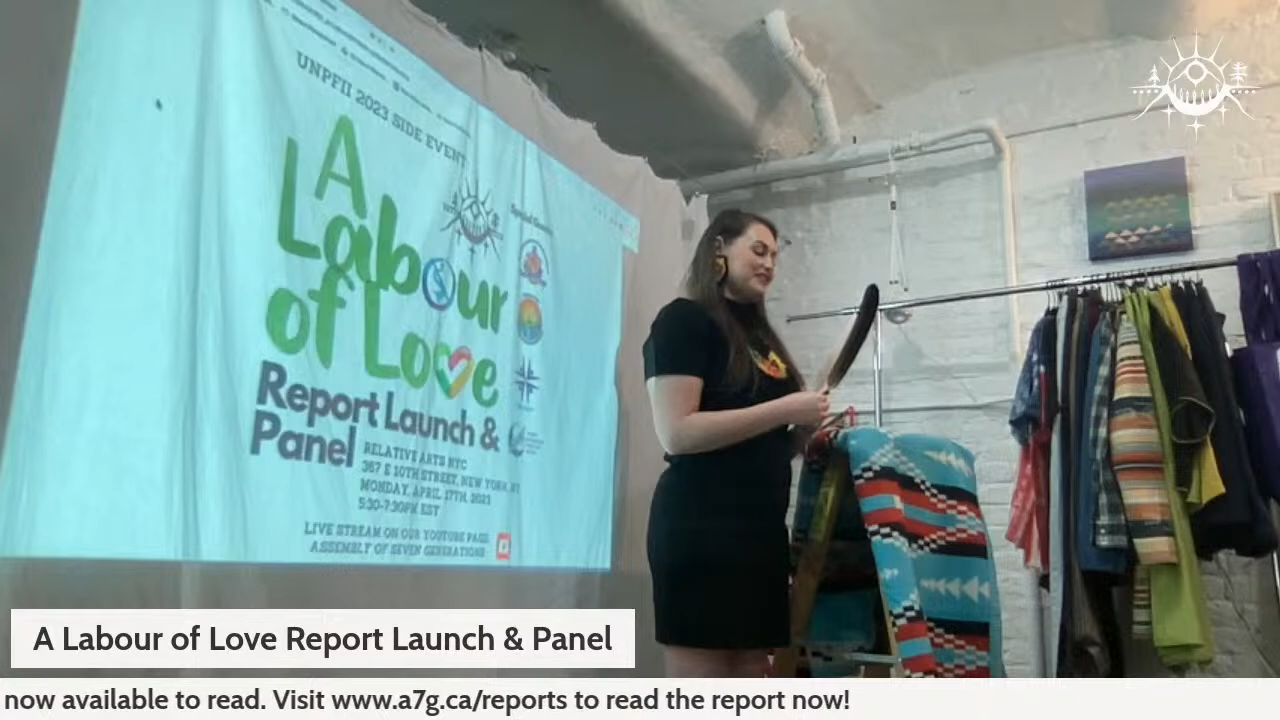 UNPFII 2023 SIDE EVENT
A
Labour
of Love
Report Launch &
Panel
RELATIVE ARTS NYC
367 E 10TH STREET, NEW YORK, NY
MONDAY, APRIL 17TH, 2023
5:30-7:30PM EST
LIVE STREAM ON OUR YOUTUBE PAGE,
ASSEMBLY OF SEVEN GENERATIONS
A Labour of Love Report Launch & Panel
now available to read. Visit www.a7g.ca/reports to read the report now!